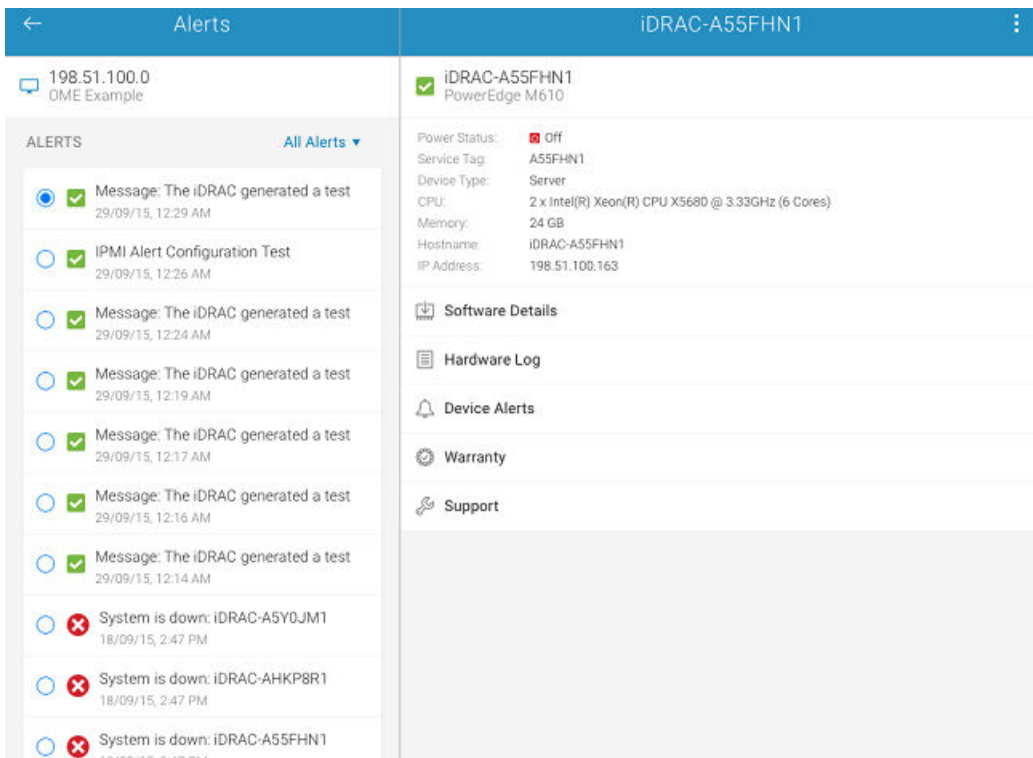 Alerts
198.51.100.0
OME Example
ALERTS
All Alerts ▼
Message: The iDRAC generated a test
29/09/15, 12:29 AM
IPMI Alert Configuration Test
29/09/15, 12:26 AM
Message: The iDRAC generated a test
29/09/15, 12:24 AM
Message: The iDRAC generated a test
29/09/15, 12:19 AM
Message: The iDRAC generated a test
29/09/15, 12:17 AM
Message: The iDRAC generated a test
29/09/15, 12:16 AM
Message: The iDRAC generated a test
29/09/15, 12:14 AM
System is down: iDRAC-A5Y0JM1
18/09/15, 2:47 PM
System is down: iDRAC-AHKP8R1
18/09/15, 2:47 PM
System is down: iDRAC-A55FHN1
iDRAC-A55FHN1
iDRAC-A55FHN1
PowerEdge M610
Power Status: Off
Service Tag: A55FHN1
Device Type: Server
CPU: 2 x Intel(R) Xeon(R) CPU X5680 @ 3.33GHz (6 Cores)
Memory: 24 GB
Hostname: iDRAC-A55FHN1
IP Address: 198.51.100.163
Software Details
Hardware Log
Device Alerts
Warranty
Support